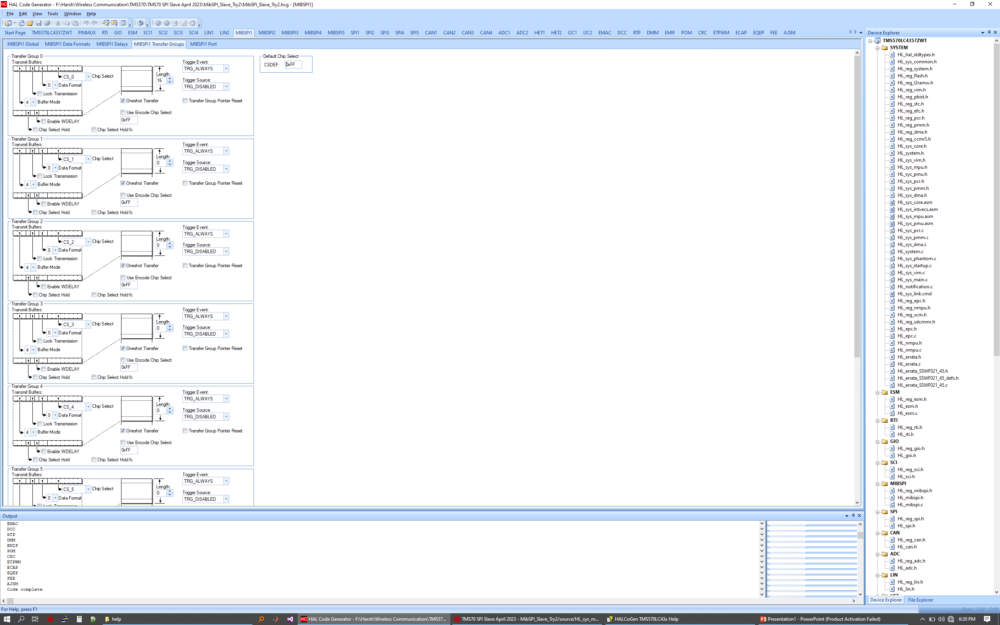 HAL Code Generator - F:\Harsh\Wireless Communication\TMS570\TMS70 SPI Slave April 2023\MibSPI_Slave_Try2\MibSPI_Slave_Try2.hcg - [MIBSPI1]
File Edit View Tools Window Help
Start Page TMS570LC4357ZWT PINMUX RTI GIO ESM SCI1 SCI2 SCI3 SCI4 LIN1 LIN2 MIBSPI1 MIBSPI2 MIBSPI3 MIBSPI4 MIBSPI5 SPI1 SPI2 SPI3 SPI4 SPI5 CAN1 CAN2 CAN3 CAN4 ADC1 ADC2 HET1 HET2 I2C1 I2C2 EMAC DCC RTP DMM EMIF POM CRC ETPWM ECAP EQEP FEE AJSM
MIBSPI1 Global MIBSPI1 Data Formats MIBSPI1 Delays MIBSPI1 Transfer Groups MIBSPI1 Port
Transfer Group 0
Transmit Buffers:
CS_0 Chip Select
0 Data Format
Lock Transmission
4 Buffer Mode
Enable WDELAY
Chip Select Hold
Length:
16
Oneshot Transfer
Use Encode Chip Select
0xFF
Chip Select Hold fc
Trigger Event:
TRG_ALWAYS
Trigger Source:
TRG_DISABLED
Transfer Group Pointer Reset
Default Chip Select
CSDEF: 0xFF
Transfer Group 1
Transmit Buffers:
CS_1 Chip Select
0 Data Format
Lock Transmission
4 Buffer Mode
Enable WDELAY
Chip Select Hold
Length:
0
Oneshot Transfer
Use Encode Chip Select
0xFF
Chip Select Hold fc
Trigger Event:
TRG_ALWAYS
Trigger Source:
TRG_DISABLED
Transfer Group Pointer Reset
Transfer Group 2
Transmit Buffers:
CS_2 Chip Select
0 Data Format
Lock Transmission
4 Buffer Mode
Enable WDELAY
Chip Select Hold
Length:
0
Oneshot Transfer
Use Encode Chip Select
0xFF
Chip Select Hold fc
Trigger Event:
TRG_ALWAYS
Trigger Source:
TRG_DISABLED
Transfer Group Pointer Reset
Transfer Group 3
Transmit Buffers:
CS_3 Chip Select
0 Data Format
Lock Transmission
4 Buffer Mode
Enable WDELAY
Chip Select Hold
Length:
0
Oneshot Transfer
Use Encode Chip Select
0xFF
Chip Select Hold fc
Trigger Event:
TRG_ALWAYS
Trigger Source:
TRG_DISABLED
Transfer Group Pointer Reset
Transfer Group 4
Transmit Buffers:
CS_4 Chip Select
0 Data Format
Lock Transmission
4 Buffer Mode
Enable WDELAY
Chip Select Hold
Length:
0
Oneshot Transfer
Use Encode Chip Select
0xFF
Chip Select Hold fc
Trigger Event:
TRG_ALWAYS
Trigger Source:
TRG_DISABLED
Transfer Group Pointer Reset
Transfer Group 5
Transmit Buffers:
CS_5 Chip Select
0 Data Format
Length:
0
Trigger Event:
TRG_ALWAYS
Trigger Source:
TRG_DISABLED
Output
EMAC
DCC
RTP
DMM
EMIF
POM
CRC
ETPWM
ECAP
EQEP
FEE
AJSM
Code complete
Device Explorer
TMS570LC4357ZWT
SYSTEM
HL_hal_stdtypes.h
HL_sys_common.h
HL_reg_system.h
HL_reg_flash.h
HL_reg_l2ramw.h
HL_reg_vim.h
HL_reg_pbist.h
HL_reg_stc.h
HL_reg_efc.h
HL_reg_pcr.h
HL_reg_pmm.h
HL_reg_dma.h
HL_reg_ccmr5.h
HL_sys_core.h
HL_system.h
HL_sys_vim.h
HL_sys_mpu.h
HL_sys_pmu.h
HL_sys_pcr.h
HL_sys_pmm.h
HL_sys_dma.h
HL_sys_core.asm
HL_sys_intvecs.asm
HL_sys_mpu.asm
HL_sys_pmu.asm
HL_sys_pcr.c
HL_sys_pmm.c
HL_sys_dma.c
HL_system.c
HL_sys_phantom.c
HL_sys_startup.c
HL_sys_vim.c
HL_sys_main.c
HL_notification.c
HL_sys_link.cmd
HL_reg_epc.h
HL_reg_nmpu.h
HL_reg_scm.h
HL_reg_sdcmmr.h
HL_epc.h
HL_epc.c
HL_nmpu.h
HL_nmpu.c
HL_errata.h
HL_errata.c
HL_errata_SSWF021_45.h
HL_errata_SSWF021_45_defs.h
HL_errata_SSWF021_45.c
ESM
HL_reg_esm.h
HL_esm.h
HL_esm.c
RTI
HL_reg_rti.h
HL_rti.h
GIO
HL_reg_gio.h
HL_gio.h
SCI
HL_reg_sci.h
HL_sci.h
MIBSPI
HL_reg_mibspi.h
HL_mibspi.h
HL_mibspi.c
SPI
HL_reg_spi.h
HL_spi.h
CAN
HL_reg_can.h
HL_can.h
ADC
HL_reg_adc.h
HL_adc.h
LIN
HL_reg_lin.h
HL_lin.h
Device Explorer File Explorer
For Help, press F1
Read CAP OVR
help
HAL Code Generator - F:\Harsh\Wireless Communication\TMS57...
TMS70 SPI Slave April 2023 - MibSPI_Slave_Try2/source/HL_sys_m...
HALCoGen TMS570LC43x Help
Presentation1 - PowerPoint (Product Activation Failed)
6:20 PM